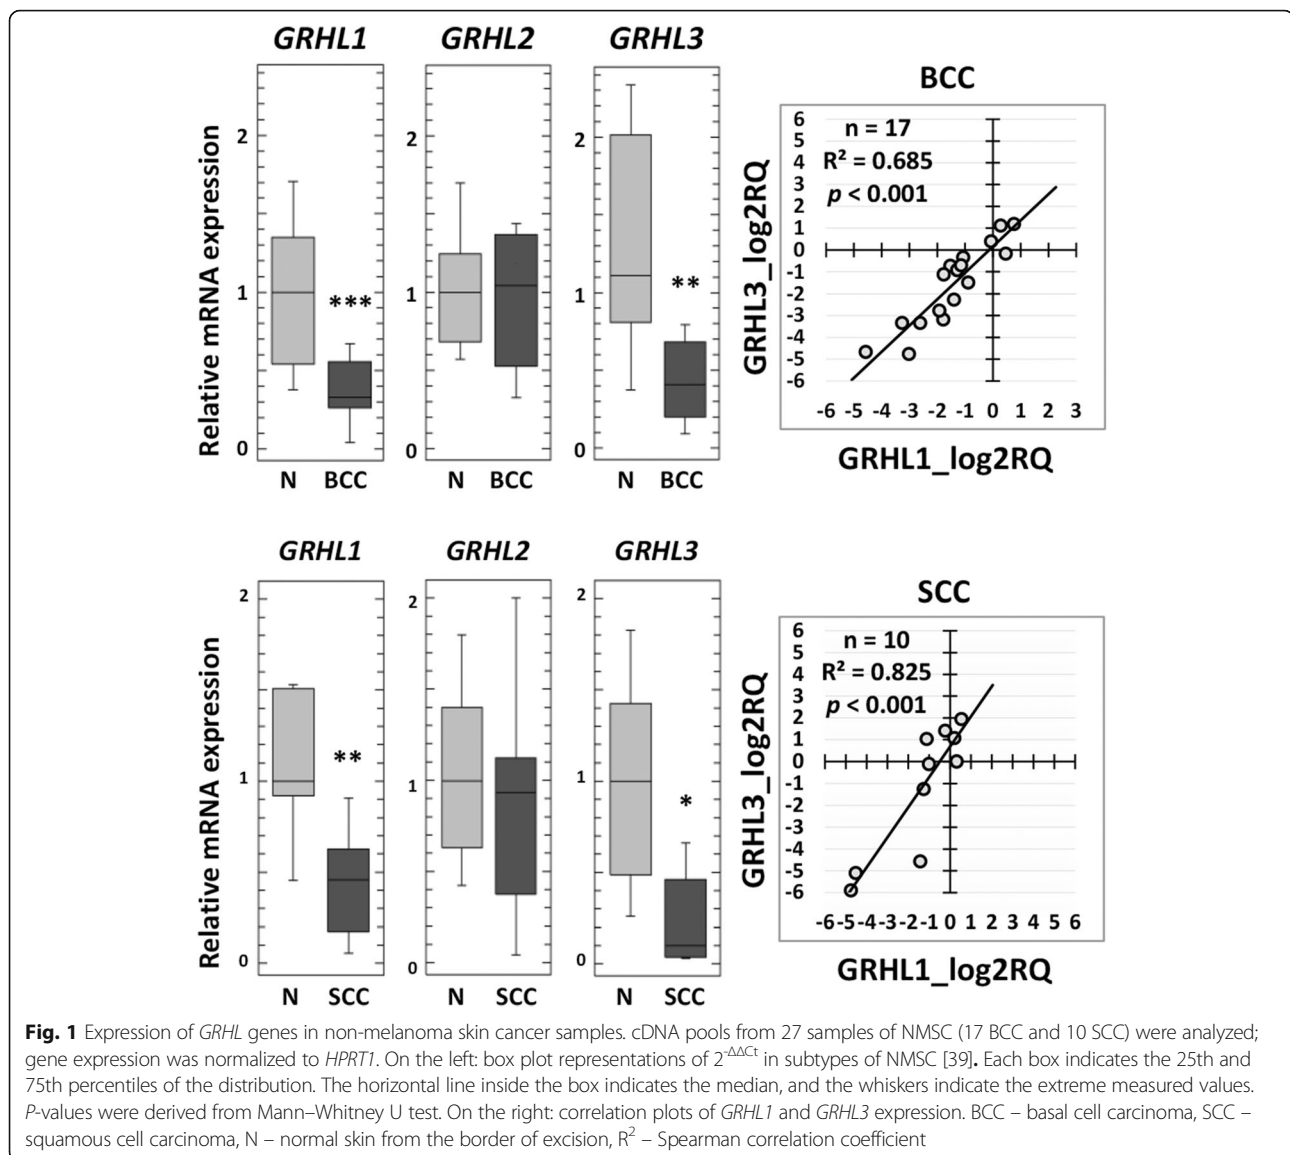 GRHL1 GRHL2 GRHL3
Relative mRNA expression
2
1
0
***
N BCC
2
1
0
N BCC
2
1
0
**
N BCC
BCC
n = 17
R² = 0.685
p < 0.001
GRHL3_log2RQ
6
5
4
3
2
1
0
-1
-2
-3
-4
-5
-6
-6 -5 -4 -3 -2 -1 0 1 2 3
GRHL1_log2RQ
GRHL1 GRHL2 GRHL3
Relative mRNA expression
2
1
0
**
N SCC
2
1
0
N SCC
2
1
0
*
N SCC
SCC
n = 10
R² = 0.825
p < 0.001
GRHL3_log2RQ
6
5
4
3
2
1
0
-1
-2
-3
-4
-5
-6
-6-5-4-3-2-1 0 1 2 3 4 5 6
GRHL1_log2RQ
Fig. 1 Expression of GRHL genes in non-melanoma skin cancer samples. cDNA pools from 27 samples of NMSC (17 BCC and 10 SCC) were analyzed;
gene expression was normalized to HPRT1. On the left: box plot representations of 2^-ΔΔCt in subtypes of NMSC [39]. Each box indicates the 25th and
75th percentiles of the distribution. The horizontal line inside the box indicates the median, and the whiskers indicate the extreme measured values.
P-values were derived from Mann–Whitney U test. On the right: correlation plots of GRHL1 and GRHL3 expression. BCC – basal cell carcinoma, SCC –
squamous cell carcinoma, N – normal skin from the border of excision, R² – Spearman correlation coefficient